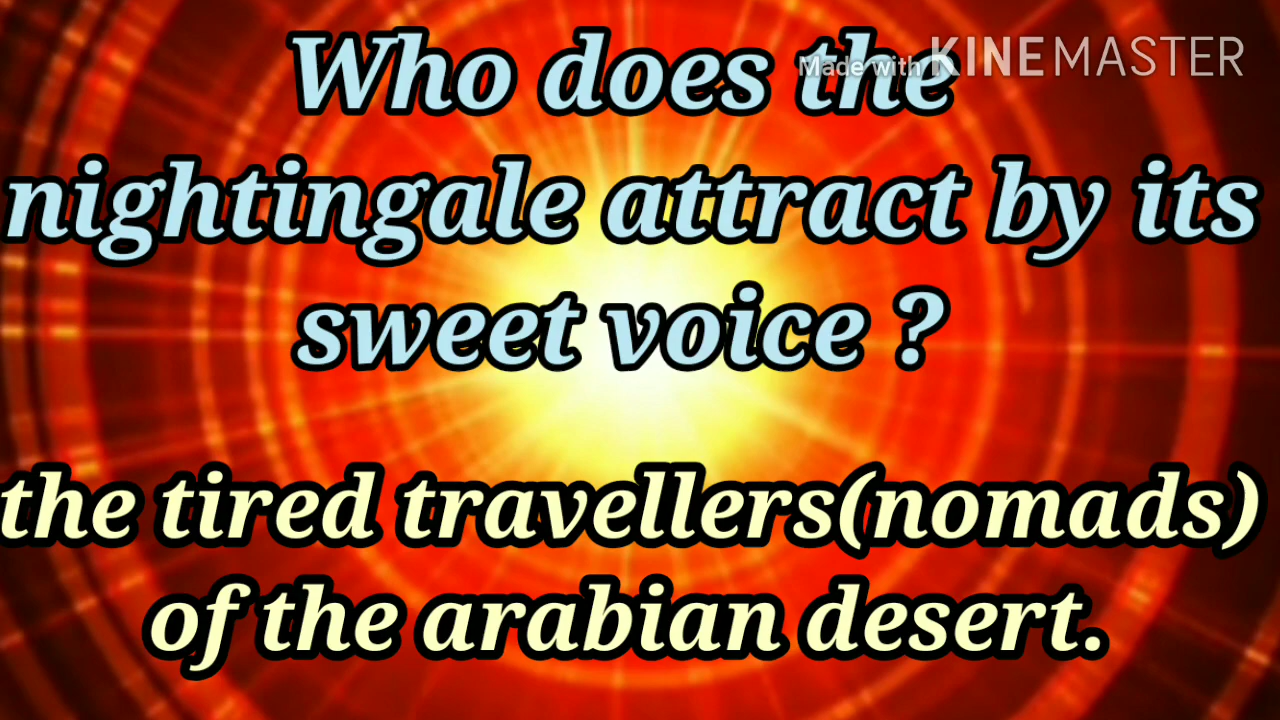 Who does the
Made with KINEMASTER
nightingale attract by its
sweet voice ?
the tired travellers(nomads)
of the arabian desert.